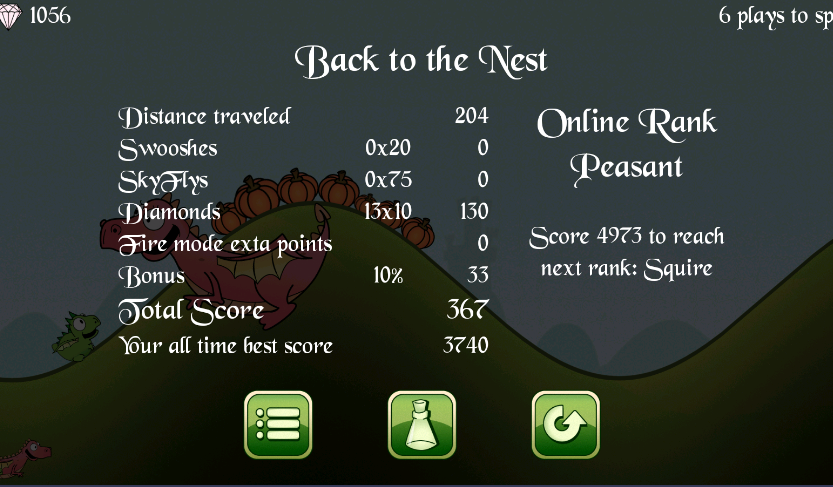 1056
6 plays to sp
Back to the Nest
Distance traveled 204
Swooshes 0x20 0
SkyFlys 0x75 0
Diamonds 13x10 130
Fire mode exta points 0
Bonus 10% 33
Total Score 367
Your all time best score 3740
Online Rank
Peasant
Score 4973 to reach
next rank: Squire